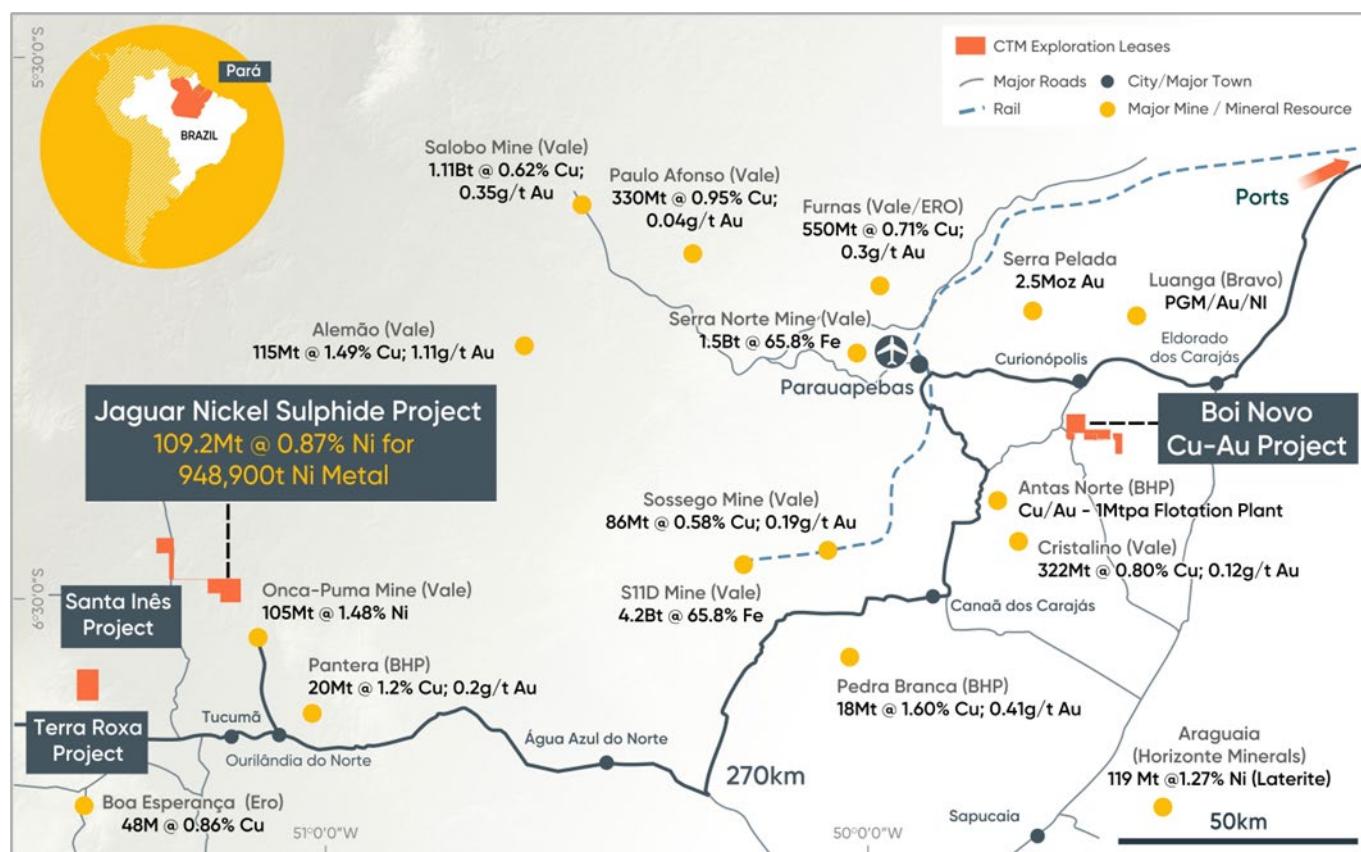 5°30'0"S
6°30'0"S
Pará
BRAZIL
CTM Exploration Leases
Major Roads
City/Major Town
Rail
Major Mine / Mineral Resource
Ports
Salobo Mine (Vale)
1.11Bt @ 0.62% Cu;
0.35g/t Au
Paulo Afonso (Vale)
330Mt @ 0.95% Cu;
0.04g/t Au
Furnas (Vale/ERO)
550Mt @ 0.71% Cu;
0.3g/t Au
Serra Pelada
2.5Moz Au
Luanga (Bravo)
PGM/Au/NI
Alemão (Vale)
115Mt @ 1.49% Cu; 1.11g/t Au
Serra Norte Mine (Vale)
1.5Bt @ 65.8% Fe
Parauapebas
Curionópolis
Eldorado
dos Carajás
Jaguar Nickel Sulphide Project
109.2Mt @ 0.87% Ni for
948,900t Ni Metal
Boi Novo
Cu-Au Project
Sossego Mine (Vale)
86Mt @ 0.58% Cu; 0.19g/t Au
Antas Norte (BHP)
Cu/Au - 1Mtpa Flotation Plant
Cristalino (Vale)
322Mt @ 0.80% Cu; 0.12g/t Au
Santa Inês
Project
Onca-Puma Mine (Vale)
105Mt @ 1.48% Ni
S11D Mine (Vale)
4.2Bt @ 65.8% Fe
Canaã dos Carajás
Pantera (BHP)
20Mt @ 1.2% Cu; 0.2g/t Au
Pedra Branca (BHP)
18Mt @ 1.60% Cu; 0.41g/t Au
Terra Roxa
Project
Tucumã
Ourilândia do Norte
Água Azul do Norte
270km
Araguaia
(Horizonte Minerals)
119 Mt @1.27% Ni (Laterite)
Boa Esperança (Ero)
48M @ 0.86% Cu
Sapucaia
50km
51°0'0"W
50°0'0"W